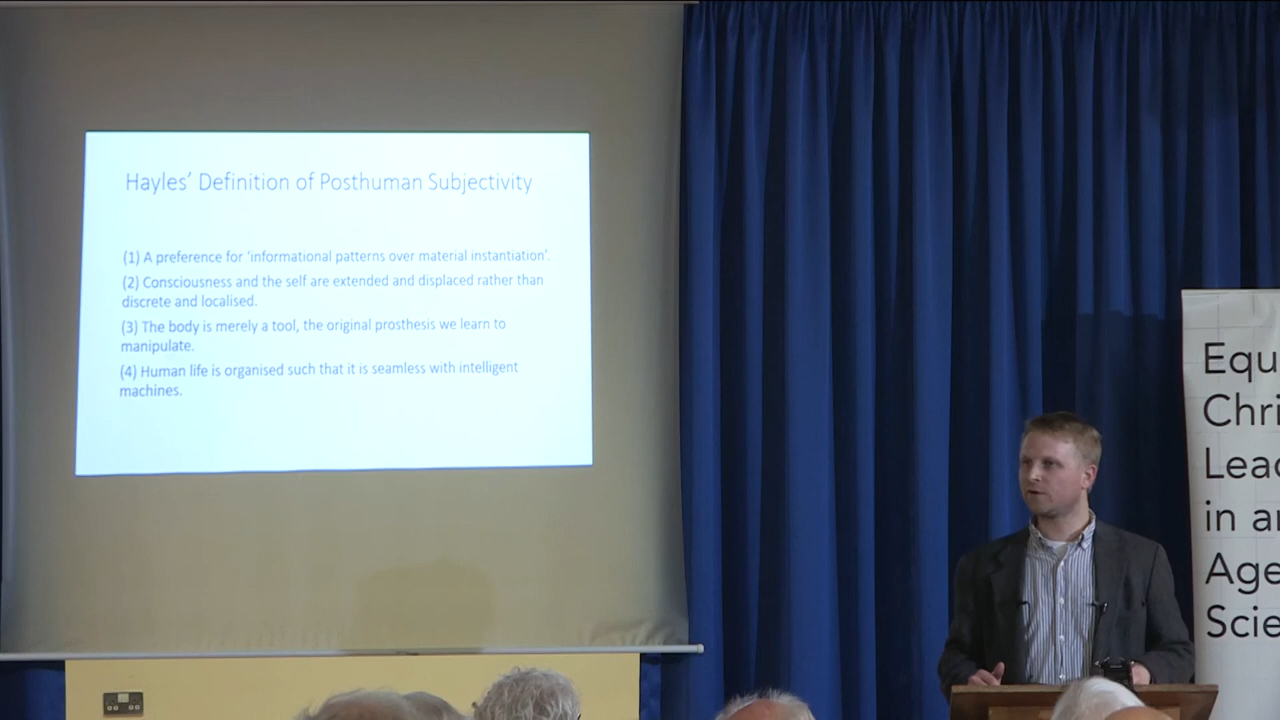 Hayles’ Definition of Posthuman Subjectivity
(1) A preference for ‘informational patterns over material instantiation’.
(2) Consciousness and the self are extended and displaced rather than
discrete and localised.
(3) The body is merely a tool, the original prosthesis we learn to
manipulate.
(4) Human life is organised such that it is seamless with intelligent
machines.
Equ
Chri
Lead
in an
Age
Scie